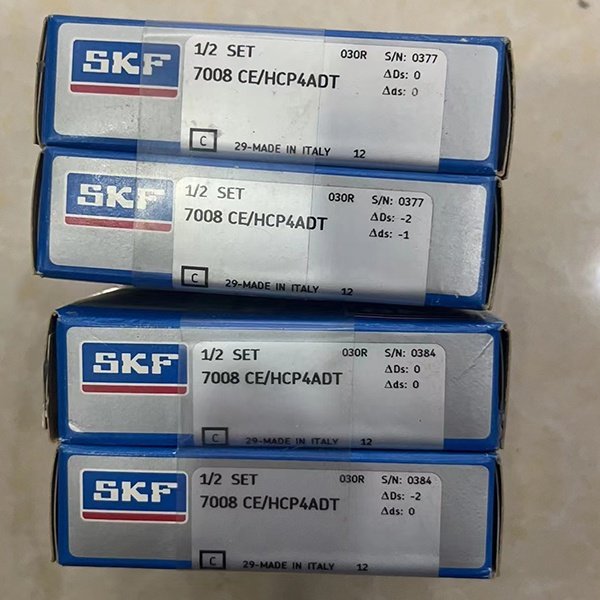 SKF
1/2 SET 030R S/N: 0377
7008 CE/HCP4ADT ΔDs: 0
Δds: 0
C 29-MADE IN ITALY 12
SKF
1/2 SET 030R S/N: 0377
7008 CE/HCP4ADT ΔDs: -2
Δds: -1
C 29-MADE IN ITALY 12
SKF
1/2 SET 030R S/N: 0384
7008 CE/HCP4ADT ΔDs: 0
Δds: 0
C 29-MADE IN ITALY 12
SKF
1/2 SET 030R S/N: 0384
7008 CE/HCP4ADT ΔDs: -2
Δds: 0
C 29-MADE IN ITALY 12